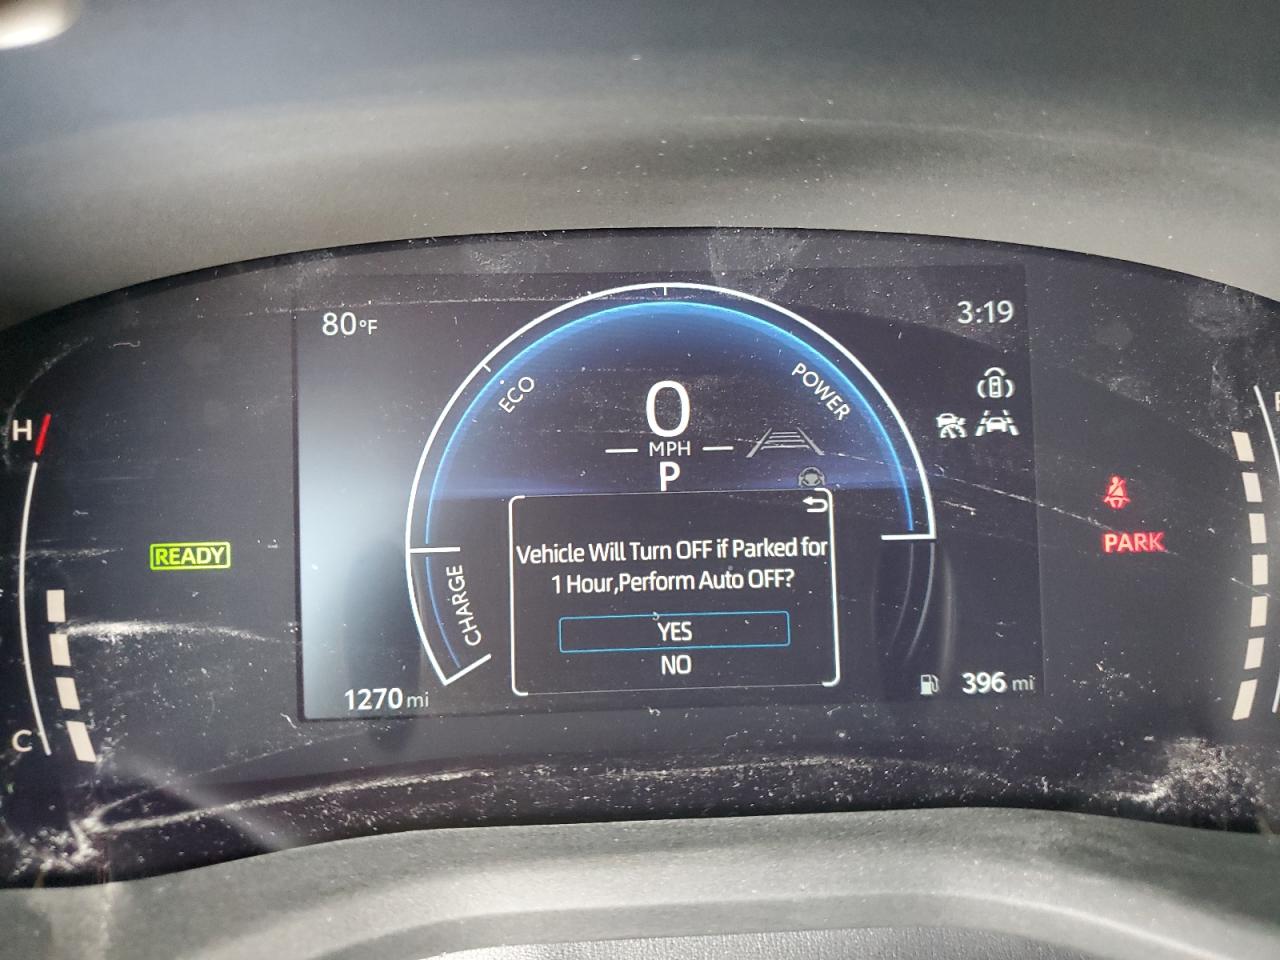 80°F
3:19
ECO
POWER
0
MPH
P
H
READY
Vehicle Will Turn OFF if Parked for
1 Hour,Perform Auto OFF?
YES
NO
CHARGE
PARK
1270 mi
396 mi
C